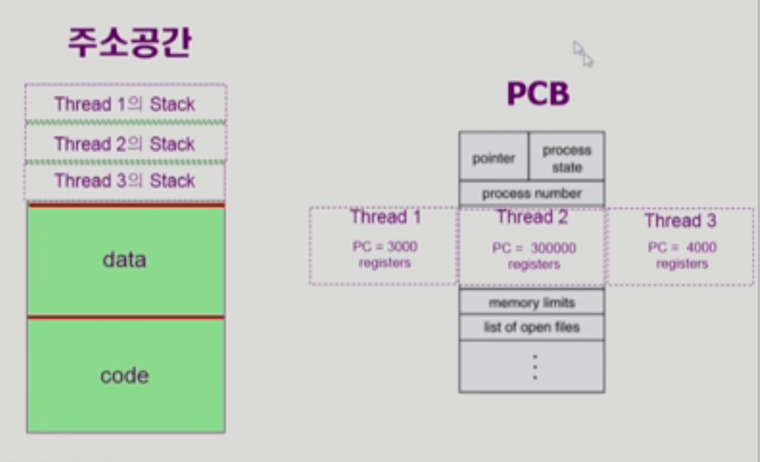 주소공간
Thread 1의 Stack
Thread 2의 Stack
Thread 3의 Stack
data
code
PCB
pointer
process
state
process number
Thread 1
PC = 3000
registers
Thread 2
PC = 300000
registers
Thread 3
PC = 4000
registers
memory limits
list of open files